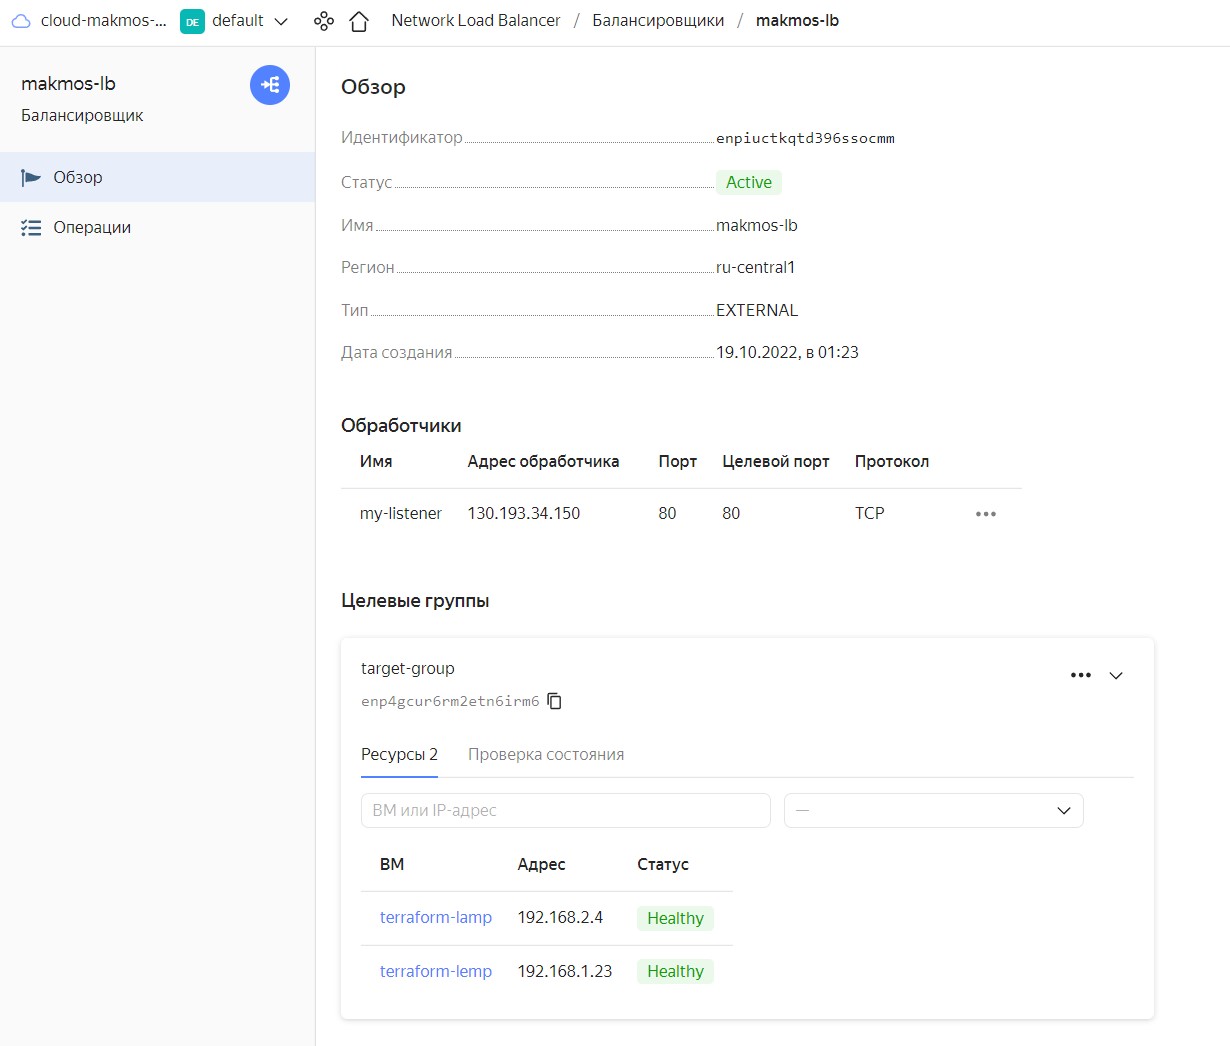 cloud-makmos-... DE default Network Load Balancer / Балансировщики / makmos-lb
makmos-lb
Балансировщик
Обзор
Операции
Обзор
Идентификатор enpiuctkqtd396ssocmm
Статус Active
Имя makmos-lb
Регион ru-central1
Тип EXTERNAL
Дата создания 19.10.2022, в 01:23
Обработчики
Имя Адрес обработчика Порт Целевой порт Протокол
my-listener 130.193.34.150 80 80 TCP
Целевые группы
target-group
enp4gcur6rm2etn6irm6
Ресурсы 2 Проверка состояния
ВМ или IP-адрес —
ВМ Адрес Статус
terraform-lamp 192.168.2.4 Healthy
terraform-lemp 192.168.1.23 Healthy